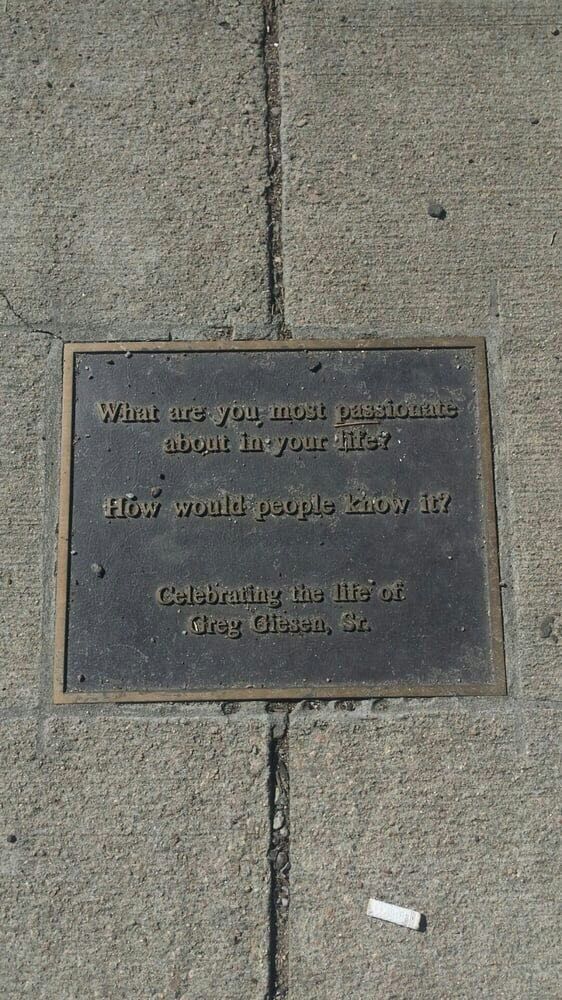 What are you most passionate
about in your life?
How would people know it?
Celebrating the life of
Greg Giesen, Sr.